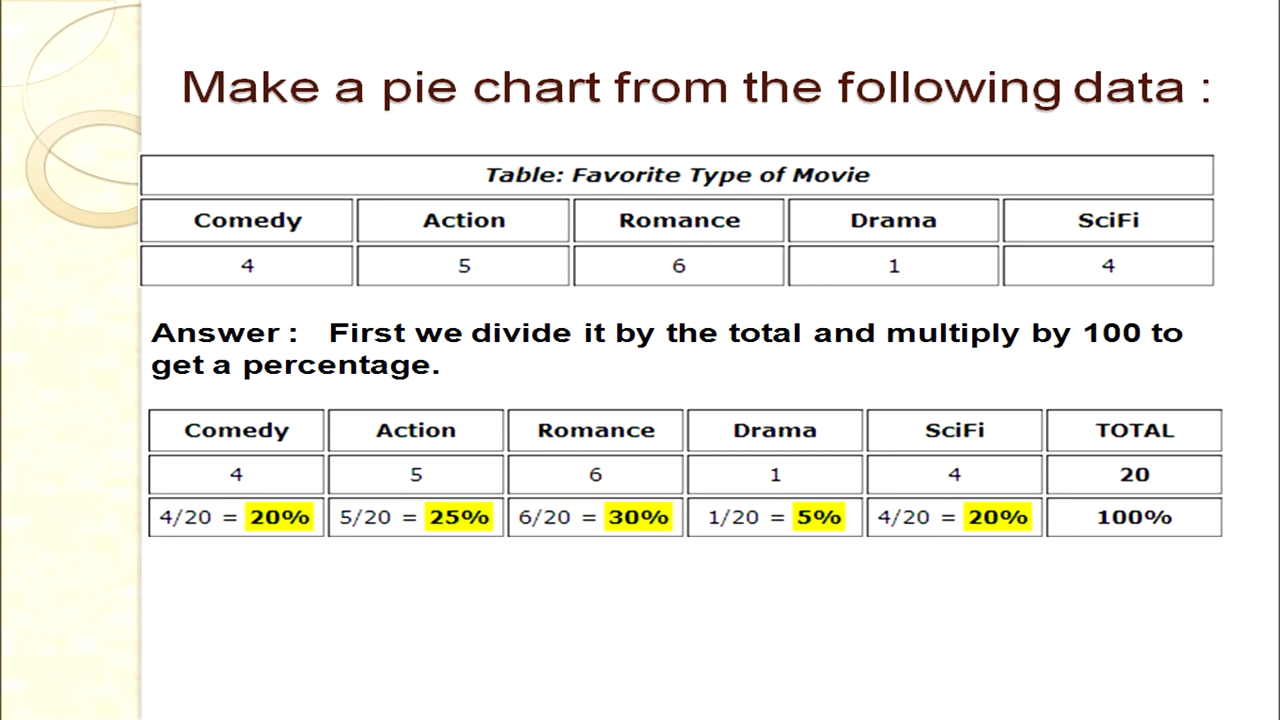 Make a pie chart from the following data :
Table: Favorite Type of Movie
Comedy Action Romance Drama SciFi
4 5 6 1 4
Answer : First we divide it by the total and multiply by 100 to
get a percentage.
Comedy Action Romance Drama SciFi TOTAL
4 5 6 1 4 20
4/20 = 20% 5/20 = 25% 6/20 = 30% 1/20 = 5% 4/20 = 20% 100%